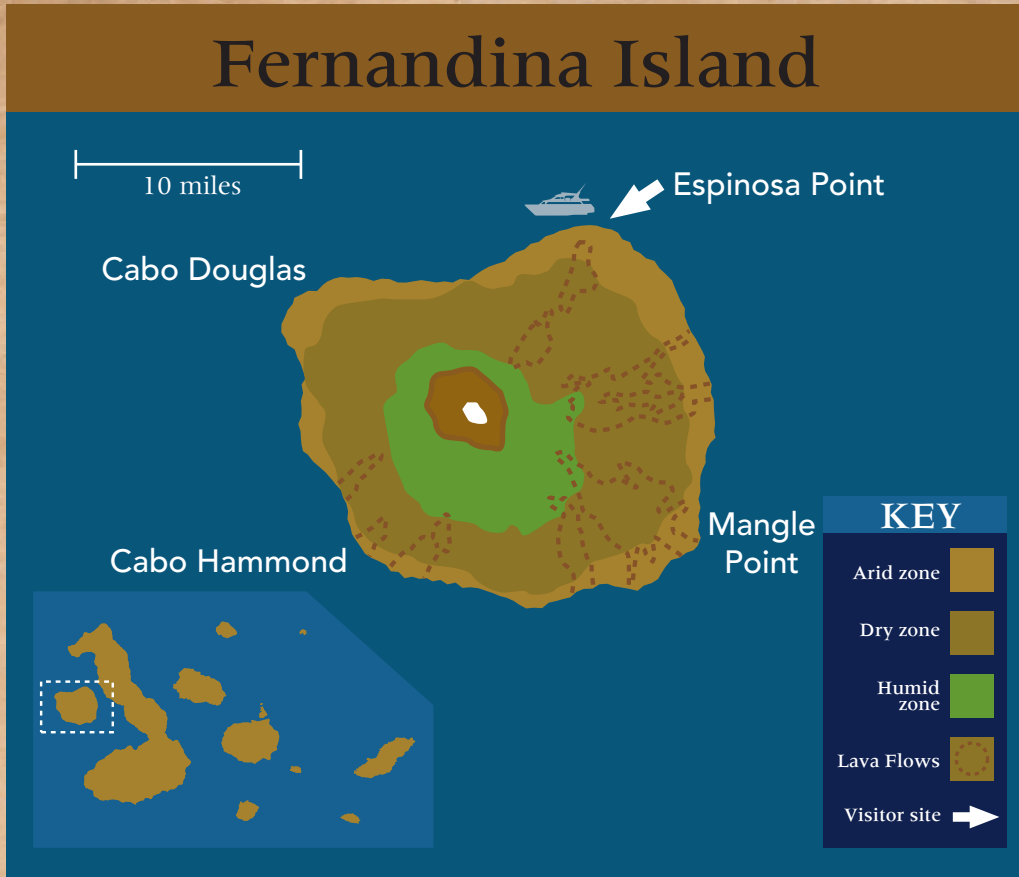 Fernandina Island
10 miles
Espinosa Point
Cabo Douglas
Mangle
Point
Cabo Hammond
KEY
Arid zone
Dry zone
Humid
zone
Lava Flows
Visitor site